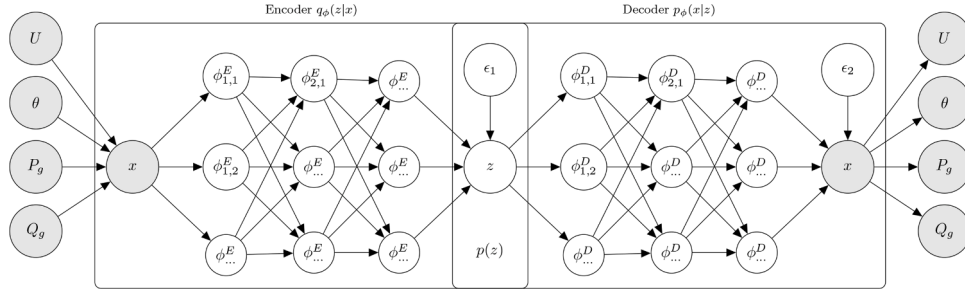 Encoder q_ϕ(z|x)
Decoder p_ϕ(x|z)
U
ϕ^E_{1,1}
ϕ^E_{2,1}
ϕ^E_{...}
ϵ_1
ϕ^D_{1,1}
ϕ^D_{2,1}
ϕ^D_{...}
ϵ_2
U
θ
θ
P_g
x
ϕ^E_{1,2}
ϕ^E_{...}
ϕ^E_{...}
z
ϕ^D_{1,2}
ϕ^D_{...}
ϕ^D_{...}
x
P_g
Q_g
Q_g
ϕ^E_{...}
ϕ^E_{...}
ϕ^E_{...}
p(z)
ϕ^D_{...}
ϕ^D_{...}
ϕ^D_{...}